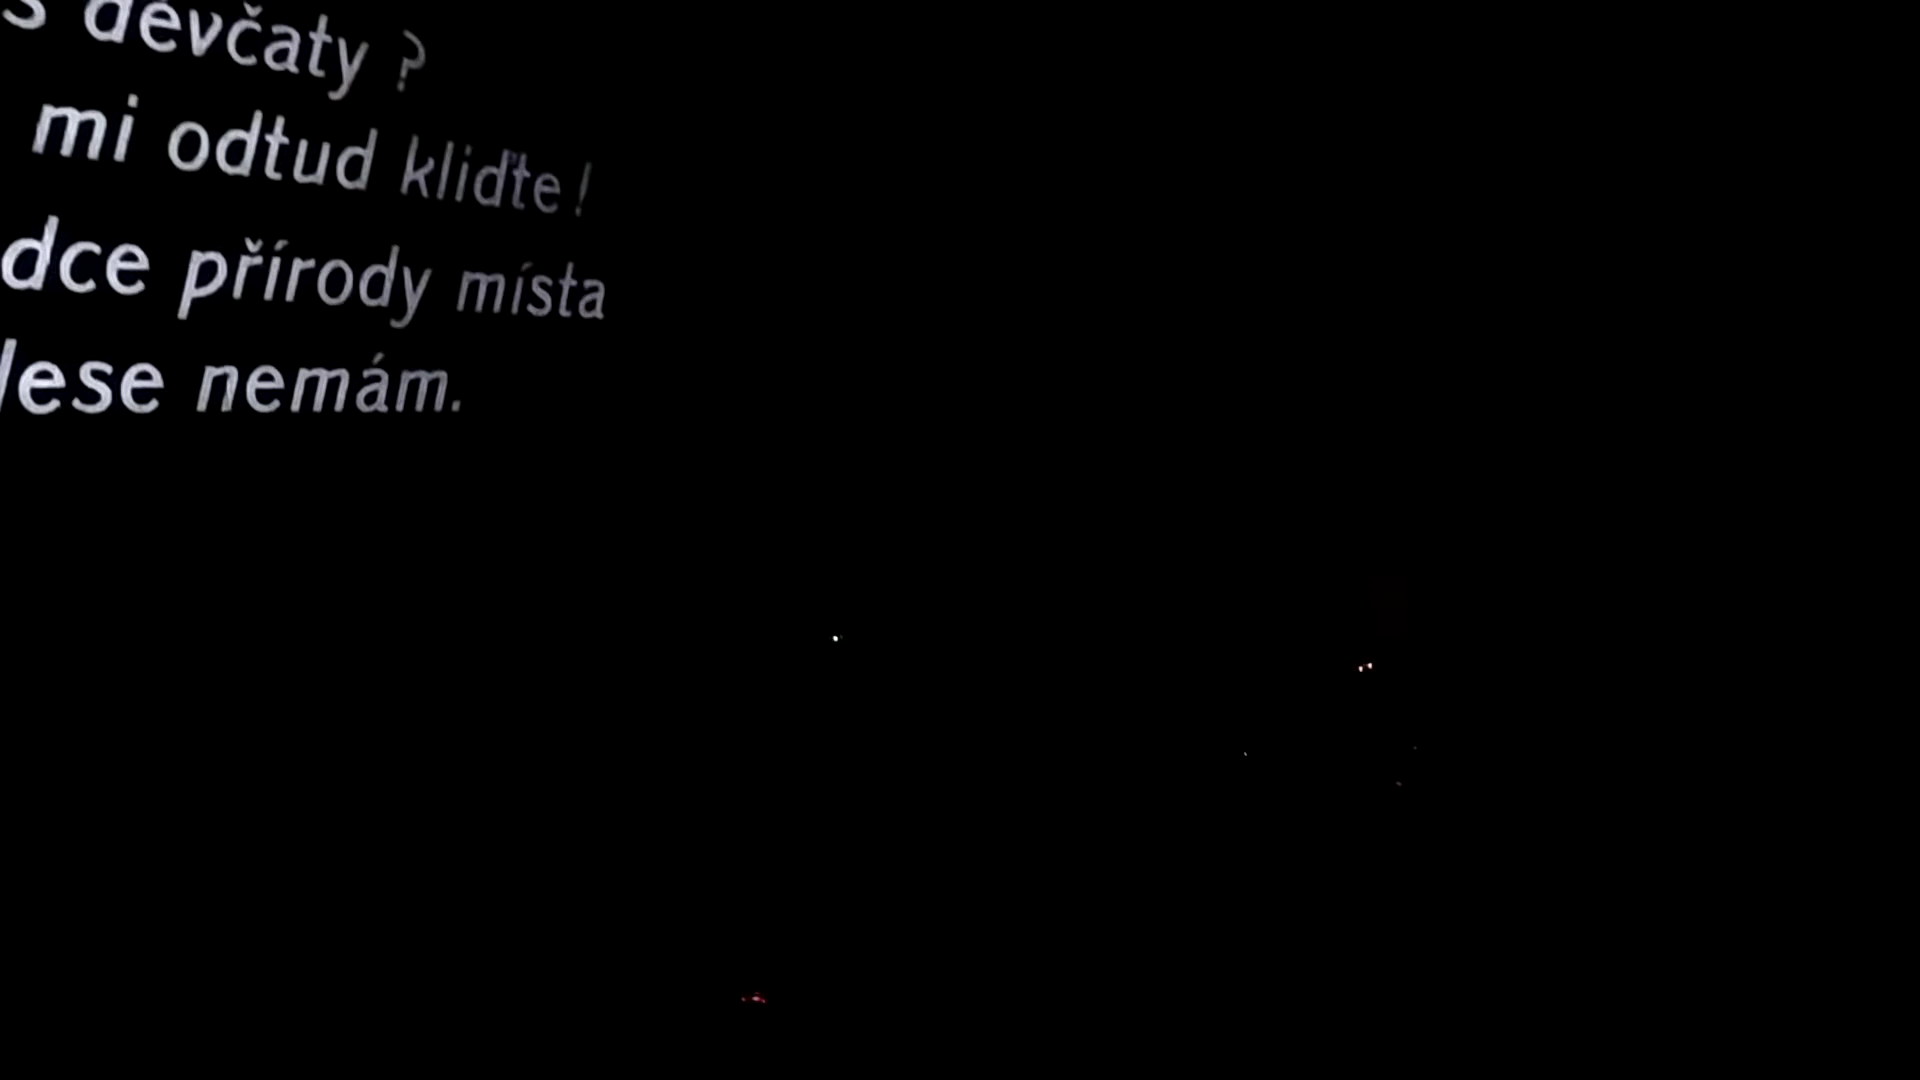 s děvčaty ?
mi odtud kliďte!
dce přírody místa
lese nemám.